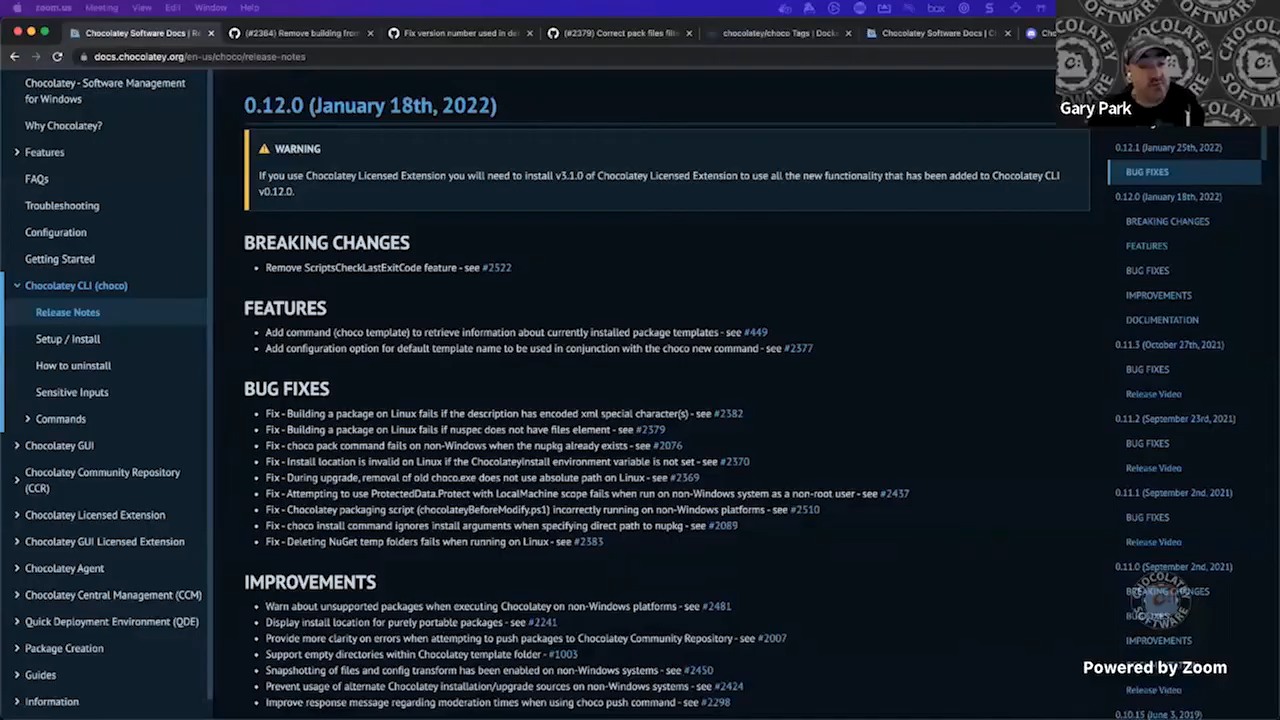 zoom.us Meeting View Edit Window Help
box
Chocolatey Software Docs | Re
(#2364) Remove building fro
Fix version number used in de
(#2379) Correct pack files filt
chocolatey/choco Tags | Dock
Chocolatey Software Docs | C
docs.chocolatey.org/en-us/choco/release-notes
Gary Park
Chocolatey - Software Management
for Windows
Why Chocolatey?
Features
FAQs
Troubleshooting
Configuration
Getting Started
Chocolatey CLI (choco)
Release Notes
Setup / Install
How to uninstall
Sensitive Inputs
Commands
Chocolatey GUI
Chocolatey Community Repository
(CCR)
Chocolatey Licensed Extension
Chocolatey GUI Licensed Extension
Chocolatey Agent
Chocolatey Central Management (CCM)
Quick Deployment Environment (QDE)
Package Creation
Guides
Information
0.12.0 (January 18th, 2022)
WARNING
If you use Chocolatey Licensed Extension you will need to install v3.1.0 of Chocolatey Licensed Extension to use all the new functionality that has been added to Chocolatey CLI
v0.12.0.
BREAKING CHANGES
Remove ScriptsCheckLastExitCode feature - see #2522
FEATURES
Add command (choco template) to retrieve information about currently installed package templates - see #449
Add configuration option for default template name to be used in conjunction with the choco new command - see #2377
BUG FIXES
Fix - Building a package on Linux fails if the description has encoded xml special character(s) - see #2382
Fix - Building a package on Linux fails if nuspec does not have files element - see #2379
Fix - choco pack command fails on non-Windows when the nupkg already exists - see #2076
Fix - Install location is invalid on Linux if the ChocolateyInstall environment variable is not set - see #2370
Fix - During upgrade, removal of old choco.exe does not use absolute path on Linux - see #2369
Fix - Attempting to use ProtectedData.Protect with LocalMachine scope fails when run on non-Windows system as a non-root user - see #2437
Fix - Chocolatey packaging script (chocolateyBeforeModify.ps1) incorrectly running on non-Windows platforms - see #2510
Fix - choco install command ignores install arguments when specifying direct path to nupkg - see #2089
Fix - Deleting NuGet temp folders fails when running on Linux - see #2383
IMPROVEMENTS
Warn about unsupported packages when executing Chocolatey on non-Windows platforms - see #2481
Display install location for purely portable packages - see #2241
Provide more clarity on errors when attempting to push packages to Chocolatey Community Repository - see #2007
Support empty directories within Chocolatey template folder - #1003
Snapshotting of files and config transform has been enabled on non-Windows systems - see #2450
Prevent usage of alternate Chocolatey installation/upgrade sources on non-Windows systems - see #2424
Improve response message regarding moderation times when using choco push command - see #2298
0.12.1 (January 25th, 2022)
BUG FIXES
0.12.0 (January 18th, 2022)
BREAKING CHANGES
FEATURES
BUG FIXES
IMPROVEMENTS
DOCUMENTATION
0.11.3 (October 27th, 2021)
BUG FIXES
Release Video
0.11.2 (September 23rd, 2021)
BUG FIXES
Release Video
0.11.1 (September 2nd, 2021)
BUG FIXES
Release Video
0.11.0 (September 2nd, 2021)
BREAKING CHANGES
BUG FIXES
IMPROVEMENTS
Release Video
0.10.15 (June 3, 2019)
CHOCOLATEY
SOFTWARE
Powered by Zoom